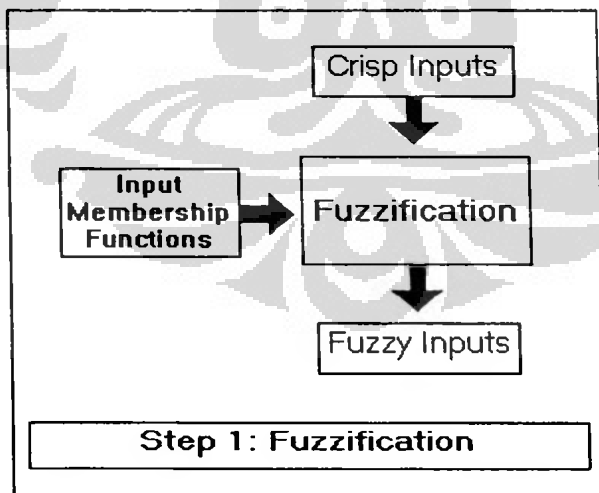 Crisp Inputs
Input
Membership
Functions
Fuzzification
Fuzzy Inputs
Step 1: Fuzzification